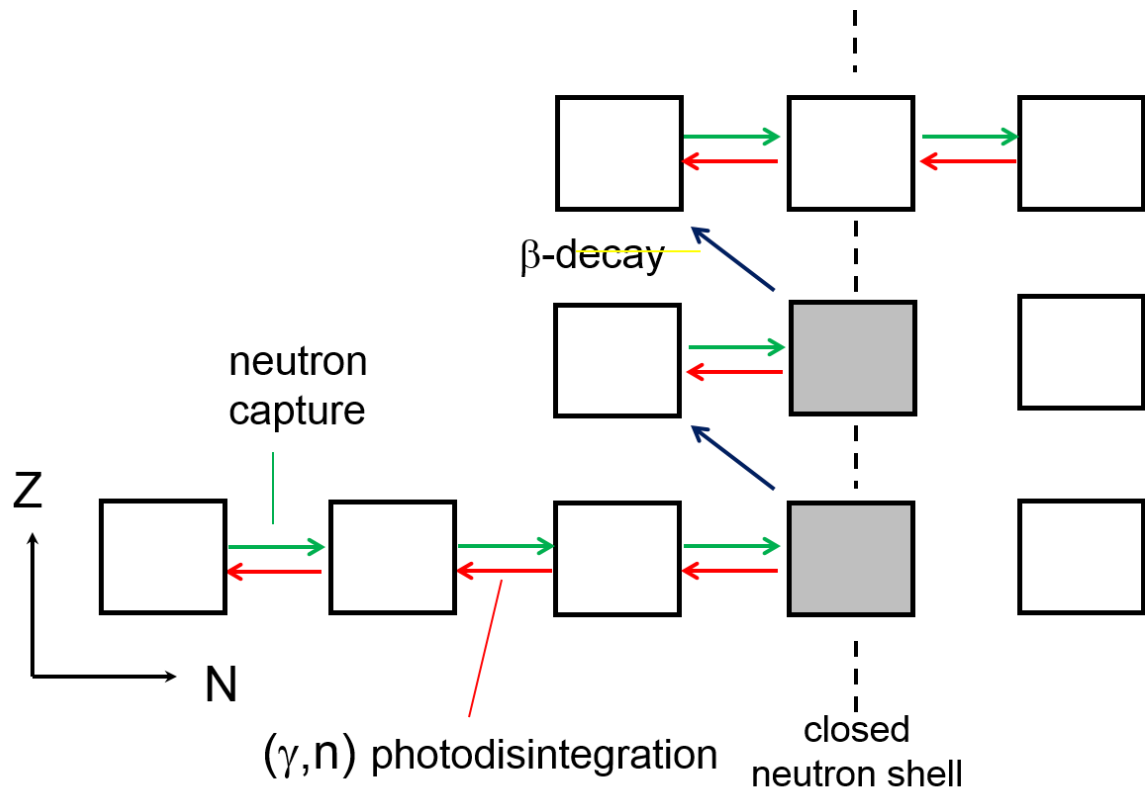 β-decay
neutron
capture
Z
N
(γ,n) photodisintegration
closed
neutron shell